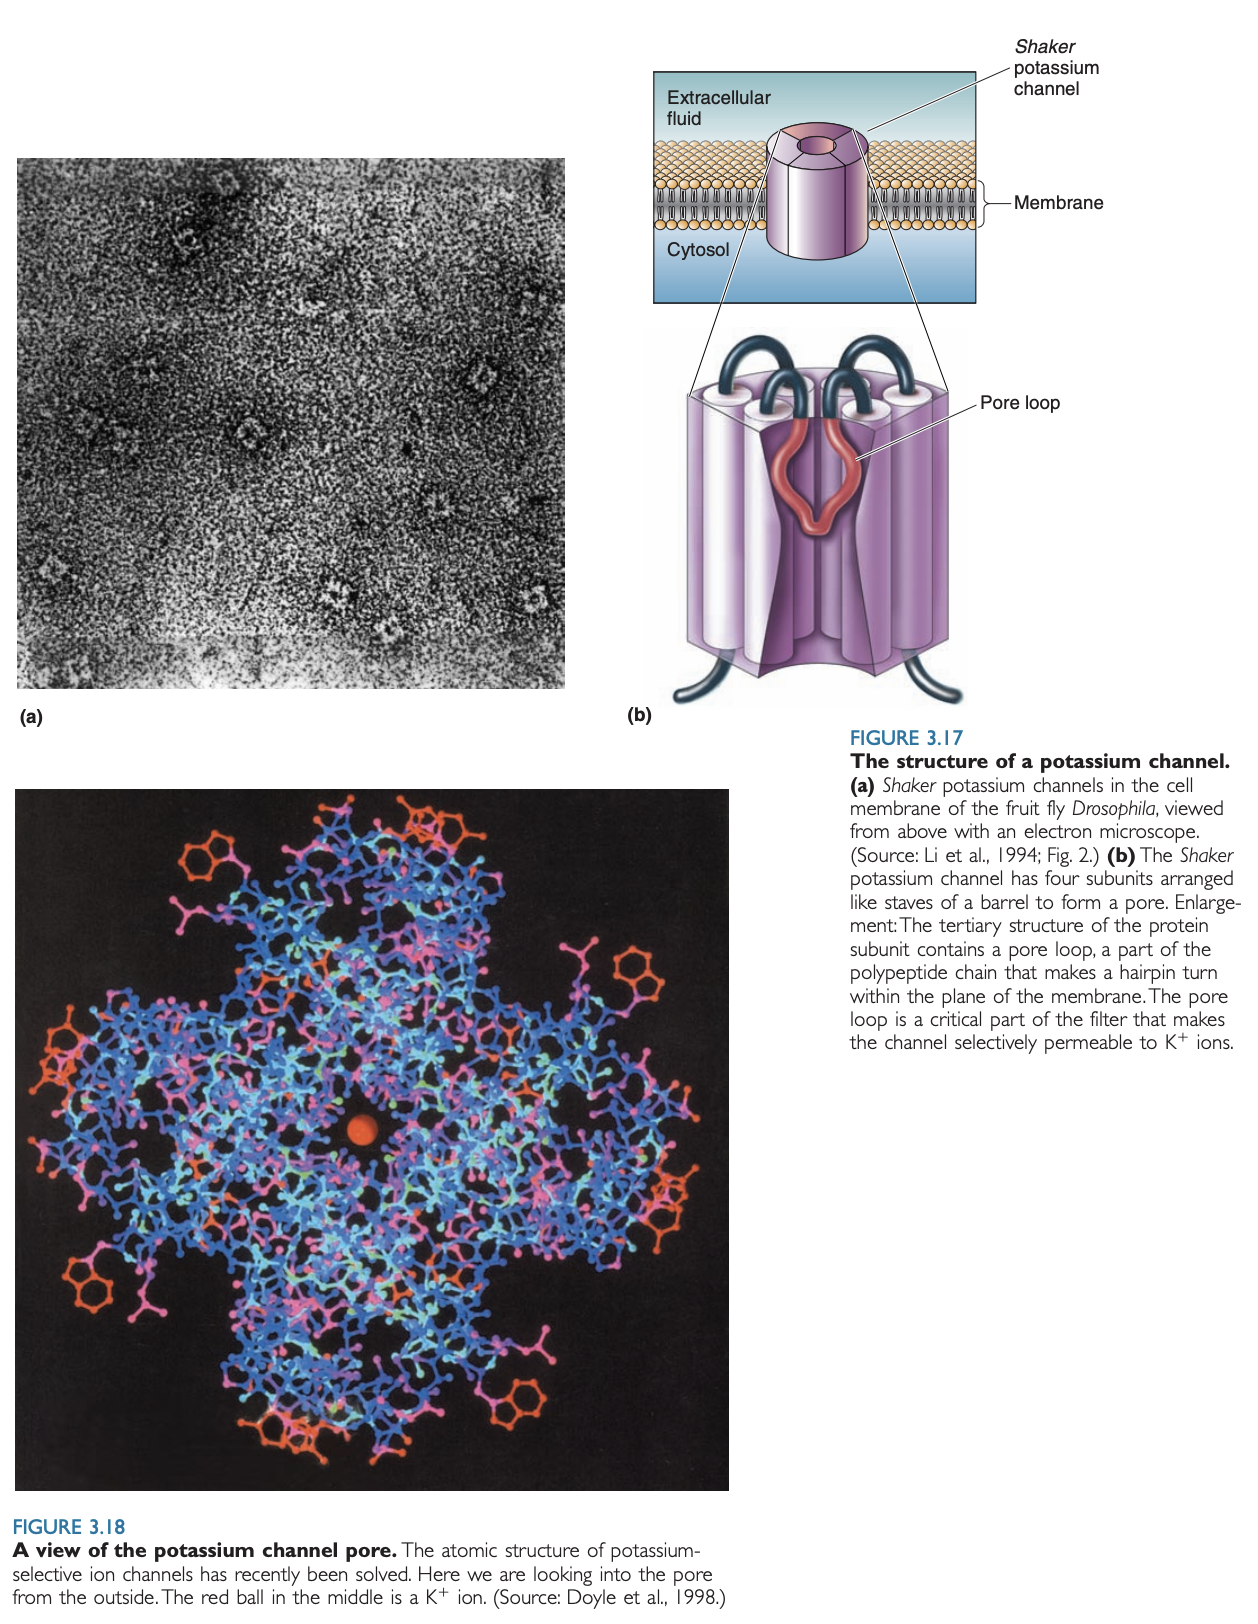 Shaker
potassium
channel
Extracellular
fluid
Membrane
Cytosol
Pore loop
(a)
(b)
FIGURE 3.17
The structure of a potassium channel.
(a) Shaker potassium channels in the cell
membrane of the fruit fly Drosophila, viewed
from above with an electron microscope.
(Source: Li et al., 1994; Fig. 2.) (b) The Shaker
potassium channel has four subunits arranged
like staves of a barrel to form a pore. Enlarge-
ment: The tertiary structure of the protein
subunit contains a pore loop, a part of the
polypeptide chain that makes a hairpin turn
within the plane of the membrane. The pore
loop is a critical part of the filter that makes
the channel selectively permeable to K⁺ ions.
FIGURE 3.18
A view of the potassium channel pore. The atomic structure of potassium-
selective ion channels has recently been solved. Here we are looking into the pore
from the outside. The red ball in the middle is a K⁺ ion. (Source: Doyle et al., 1998.)